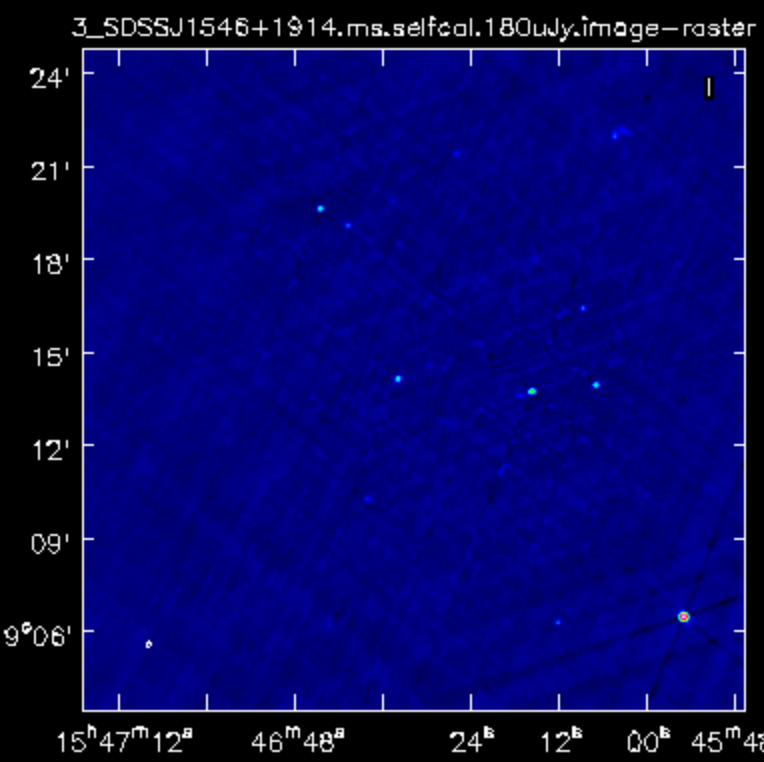 3_SDSSJ1546+1914.ms.selfcal.180uJy.image-raster
I
24'
21'
18'
15'
12'
09'
9°06'
15ʰ47ᵐ12ˢ 46ᵐ48ˢ 24ˢ 12ˢ 00ˢ 45ᵐ48